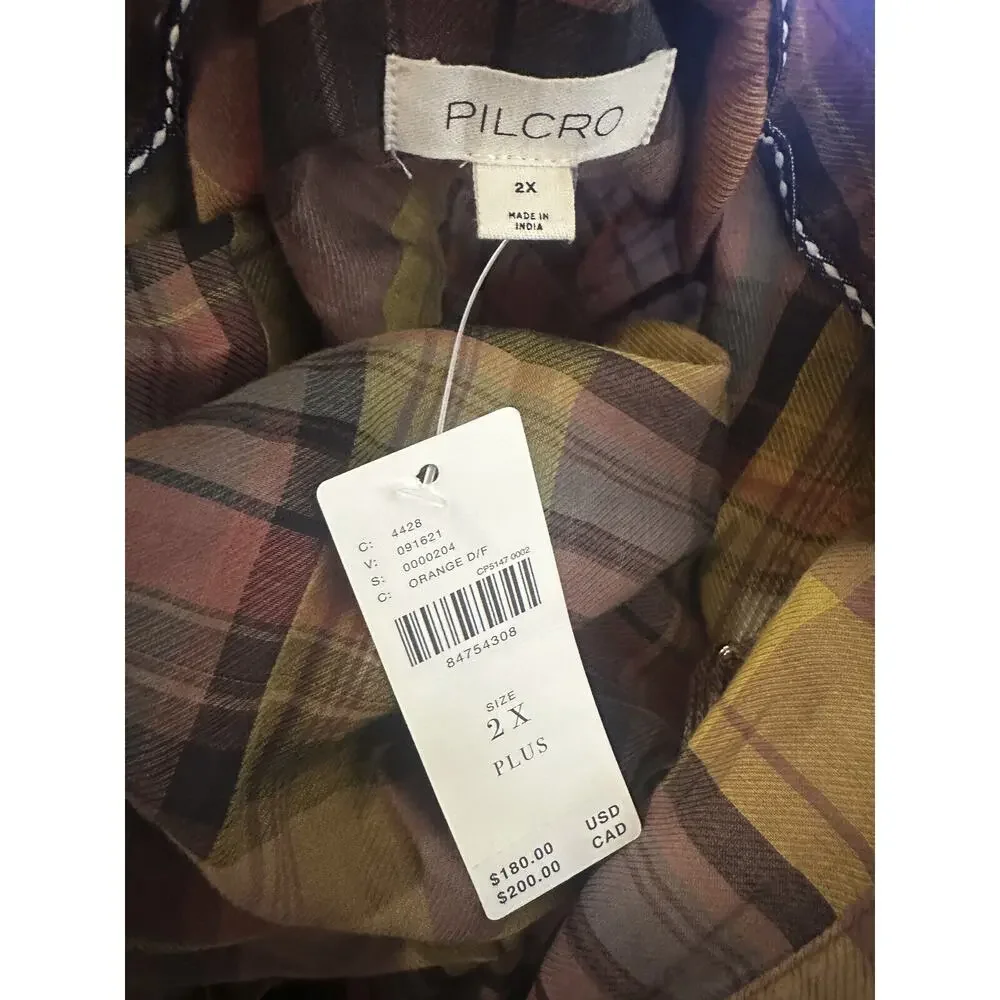 PILCRO
2X
MADE IN
INDIA
C: 4428
V: 091621
S: 0000204
C: ORANGE D/F
CP5147 0002
84754308
SIZE
2X
PLUS
$180.00 USD
$200.00 CAD